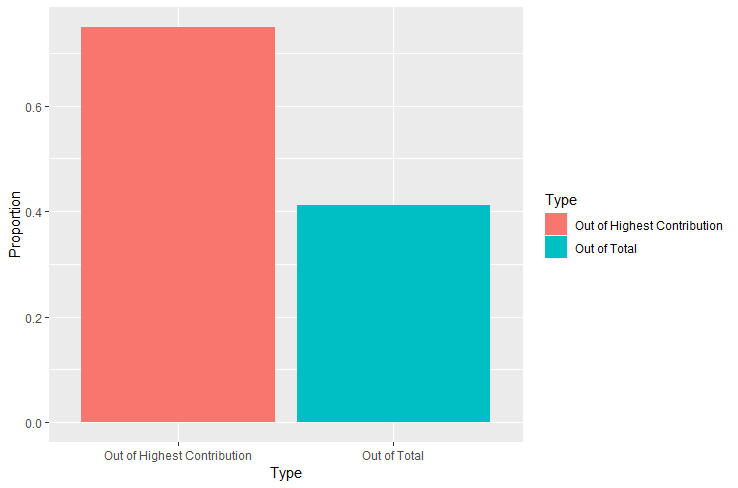 Proportion
0.6
0.4
0.2
0.0
Out of Highest Contribution
Out of Total
Type
Type
Out of Highest Contribution
Out of Total